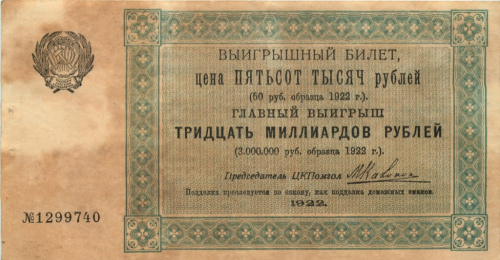 ВЫИГРЫШНЫЙ БИЛЕТ,
цена ПЯТЬСОТ ТЫСЯЧ рублей
(50 руб. образца 1922 г.).
ГЛАВНЫЙ ВЫИГРЫШ
ТРИДЦАТЬ МИЛЛИАРДОВ РУБЛЕЙ
(3.000.000 руб. образца 1922 г.).
Председатель ЦКПомгол
Подделка преследуется по закону, как подделка денежных знаков.
1922.
№1299740